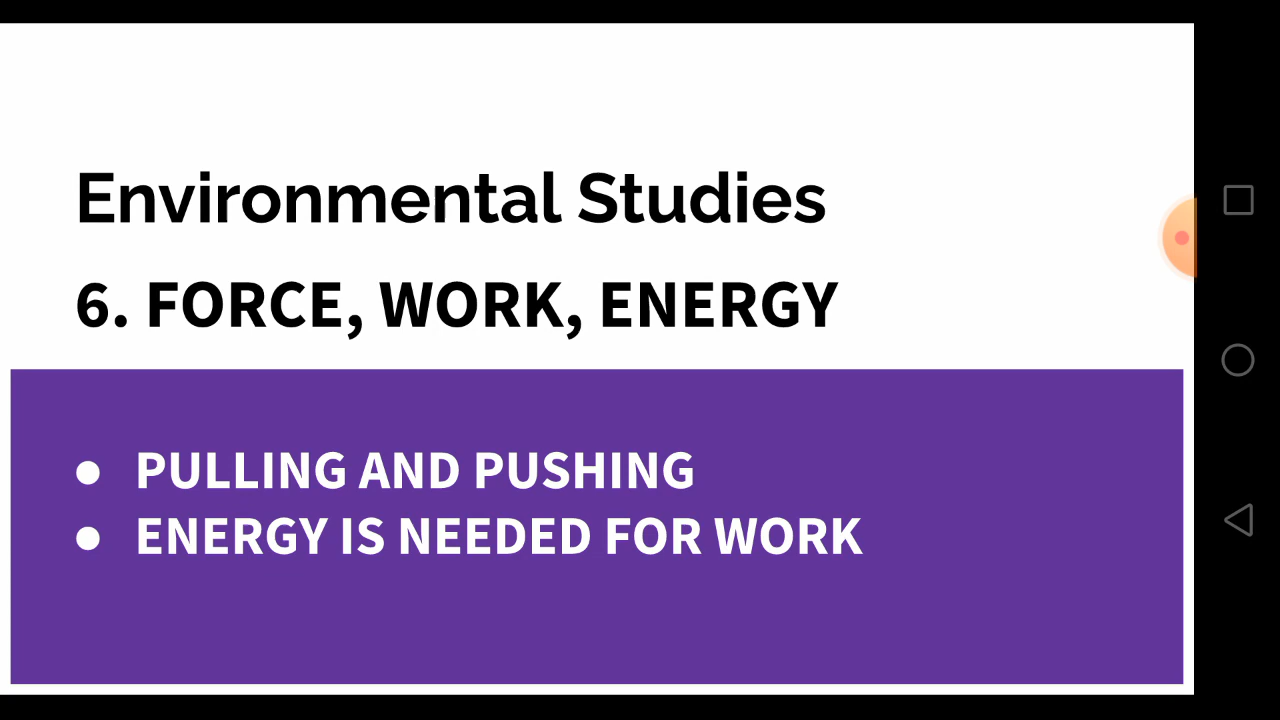 Environmental Studies
6. FORCE, WORK, ENERGY
● PULLING AND PUSHING
● ENERGY IS NEEDED FOR WORK